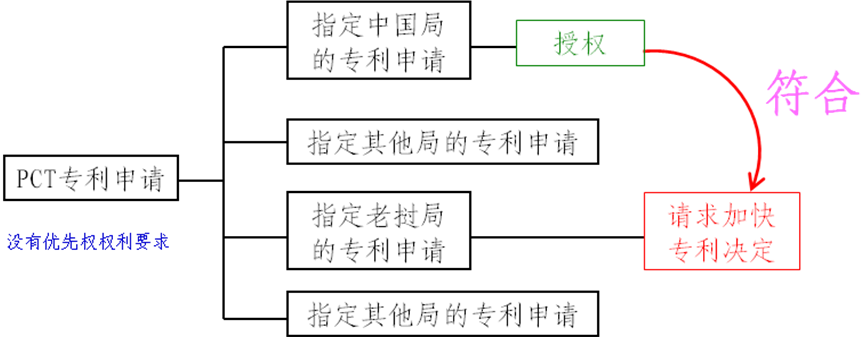 指定中国局
的专利申请
授权
符合
指定其他局的专利申请
PCT专利申请
没有优先权权利要求
指定老挝局
的专利申请
请求加快
专利决定
指定其他局的专利申请